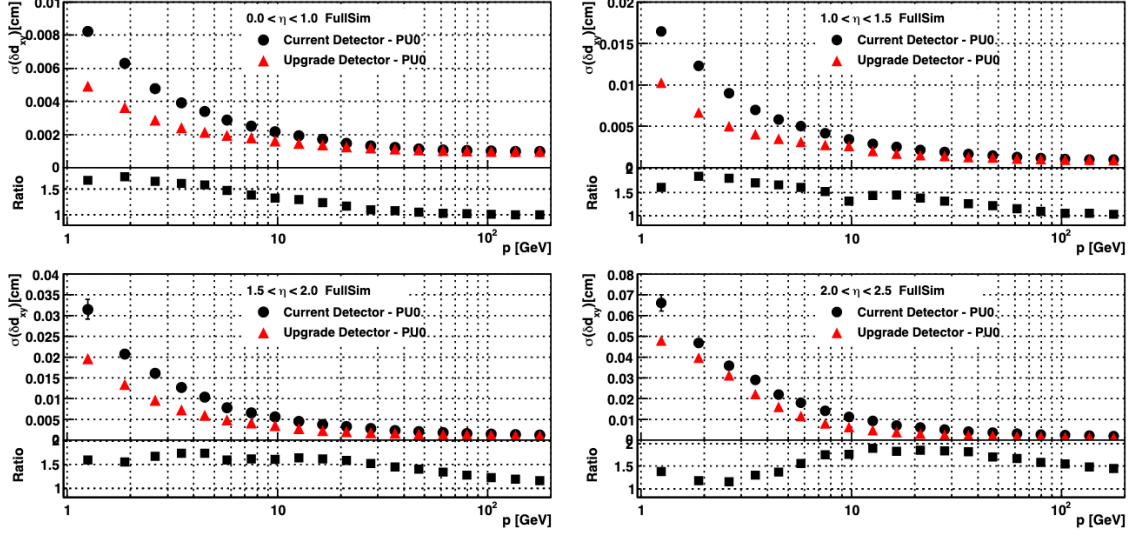 σ(δd_xy)[cm]
0.01
0.008
0.006
0.004
0.002
0
0.0 < η < 1.0 FullSim
Current Detector - PU0
Upgrade Detector - PU0
Ratio
1.5
1
1
10
10²
p [GeV]
σ(δd_xy)[cm]
0.02
0.015
0.01
0.005
1.0 < η < 1.5 FullSim
Current Detector - PU0
Upgrade Detector - PU0
Ratio
1.5
1
1
10
10²
p [GeV]
σ(δd_xy)[cm]
0.04
0.035
0.03
0.025
0.02
0.015
0.01
0.005
1.5 < η < 2.0 FullSim
Current Detector - PU0
Upgrade Detector - PU0
Ratio
1.5
1
1
10
10²
p [GeV]
σ(δd_xy)[cm]
0.08
0.07
0.06
0.05
0.04
0.03
0.02
0.01
2.0 < η < 2.5 FullSim
Current Detector - PU0
Upgrade Detector - PU0
Ratio
1.5
1
1
10
10²
p [GeV]